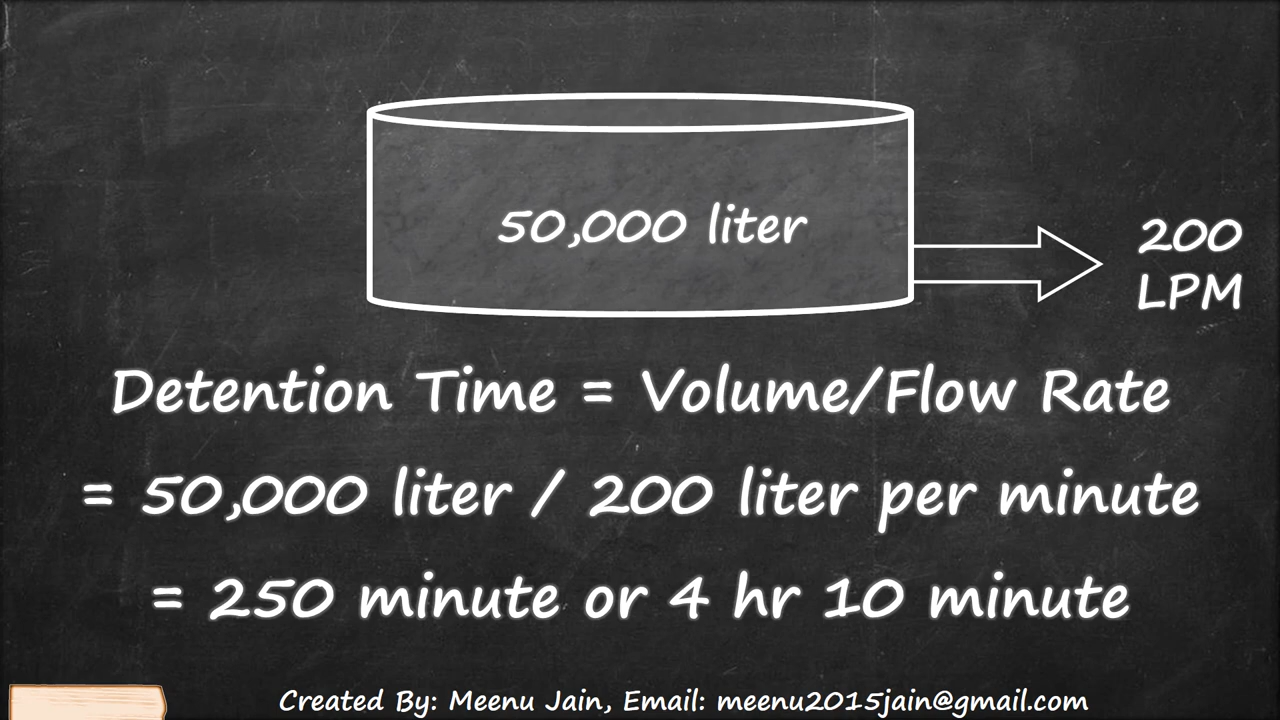 50,000 liter
200
LPM
Detention Time = Volume/Flow Rate
= 50,000 liter / 200 liter per minute
= 250 minute or 4 hr 10 minute
Created By: Meenu Jain, Email: meenu2015jain@gmail.com